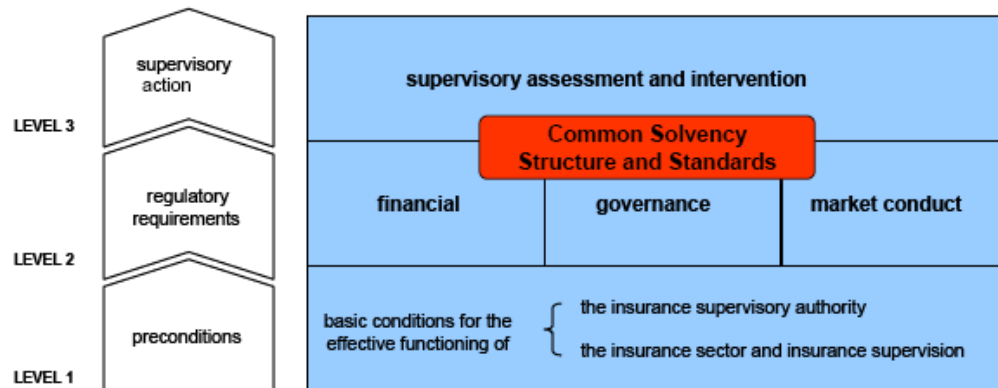 supervisory
action
supervisory assessment and intervention
LEVEL 3
Common Solvency
Structure and Standards
regulatory
requirements
financial
governance
market conduct
LEVEL 2
preconditions
basic conditions for the
effective functioning of
the insurance supervisory authority
the insurance sector and insurance supervision
LEVEL 1